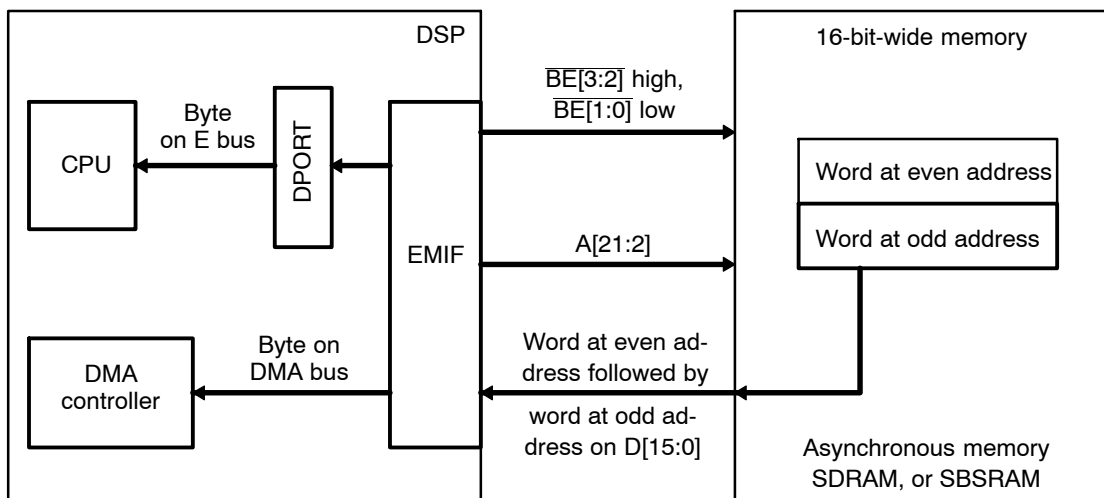 DSP
16-bit-wide memory
BE[3:2] high,
BE[1:0] low
Byte
on E bus
CPU
DPORT
EMIF
Word at even address
Word at odd address
A[21:2]
Byte on
DMA bus
DMA
controller
Word at even ad-
dress followed by
word at odd ad-
dress on D[15:0]
Asynchronous memory
SDRAM, or SBSRAM